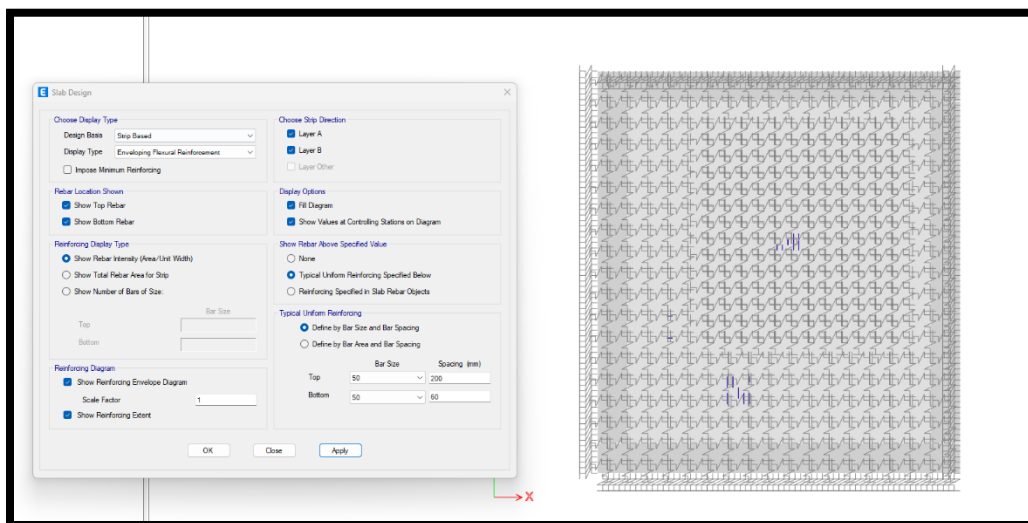 E Slab Design
Choose Display Type
Design Basis Strip Based
Display Type Enveloping Flexural Reinforcement
Impose Minimum Reinforcing
Rebar Location Shown
Show Top Rebar
Show Bottom Rebar
Reinforcing Display Type
Show Rebar Intensity (Area/Unit Width)
Show Total Rebar Area for Strip
Show Number of Bars of Size:
Bar Size
Top
Bottom
Reinforcing Diagram
Show Reinforcing Envelope Diagram
Scale Factor 1
Show Reinforcing Extent
Choose Strip Direction
Layer A
Layer B
Layer Other
Display Options
Fill Diagram
Show Values at Controlling Stations on Diagram
Show Rebar Above Specified Value
None
Typical Uniform Reinforcing Specified Below
Reinforcing Specified in Slab Rebar Objects
Typical Uniform Reinforcing
Define by Bar Size and Bar Spacing
Define by Bar Area and Bar Spacing
Bar Size Spacing (mm)
Top 50 200
Bottom 50 60
OK Close Apply
X